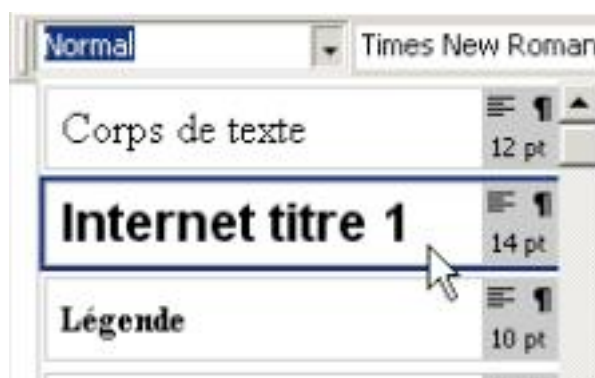 Normal Times New Roman
Corps de texte ¶
12 pt
Internet titre 1 ¶
14 pt
Légende ¶
10 pt